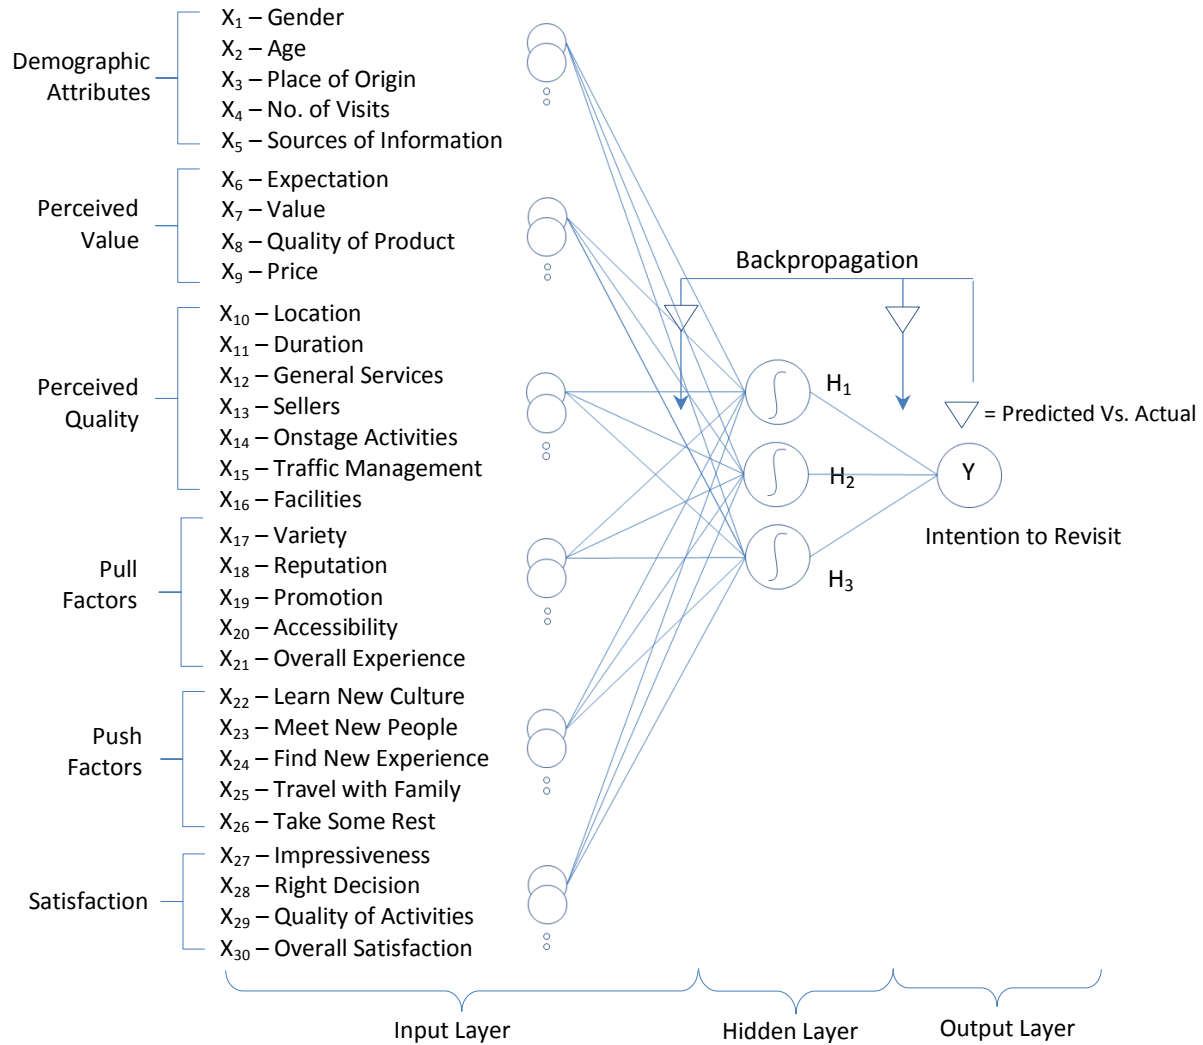 Demographic
Attributes
X₁ – Gender
X₂ – Age
X₃ – Place of Origin
X₄ – No. of Visits
X₅ – Sources of Information
Perceived
Value
X₆ – Expectation
X₇ – Value
X₈ – Quality of Product
X₉ – Price
Perceived
Quality
X₁₀ – Location
X₁₁ – Duration
X₁₂ – General Services
X₁₃ – Sellers
X₁₄ – Onstage Activities
X₁₅ – Traffic Management
X₁₆ – Facilities
Pull
Factors
X₁₇ – Variety
X₁₈ – Reputation
X₁₉ – Promotion
X₂₀ – Accessibility
X₂₁ – Overall Experience
Push
Factors
X₂₂ – Learn New Culture
X₂₃ – Meet New People
X₂₄ – Find New Experience
X₂₅ – Travel with Family
X₂₆ – Take Some Rest
Satisfaction
X₂₇ – Impressiveness
X₂₈ – Right Decision
X₂₉ – Quality of Activities
X₃₀ – Overall Satisfaction
Backpropagation
H₁
H₂
H₃
= Predicted Vs. Actual
Y
Intention to Revisit
Input Layer
Hidden Layer
Output Layer